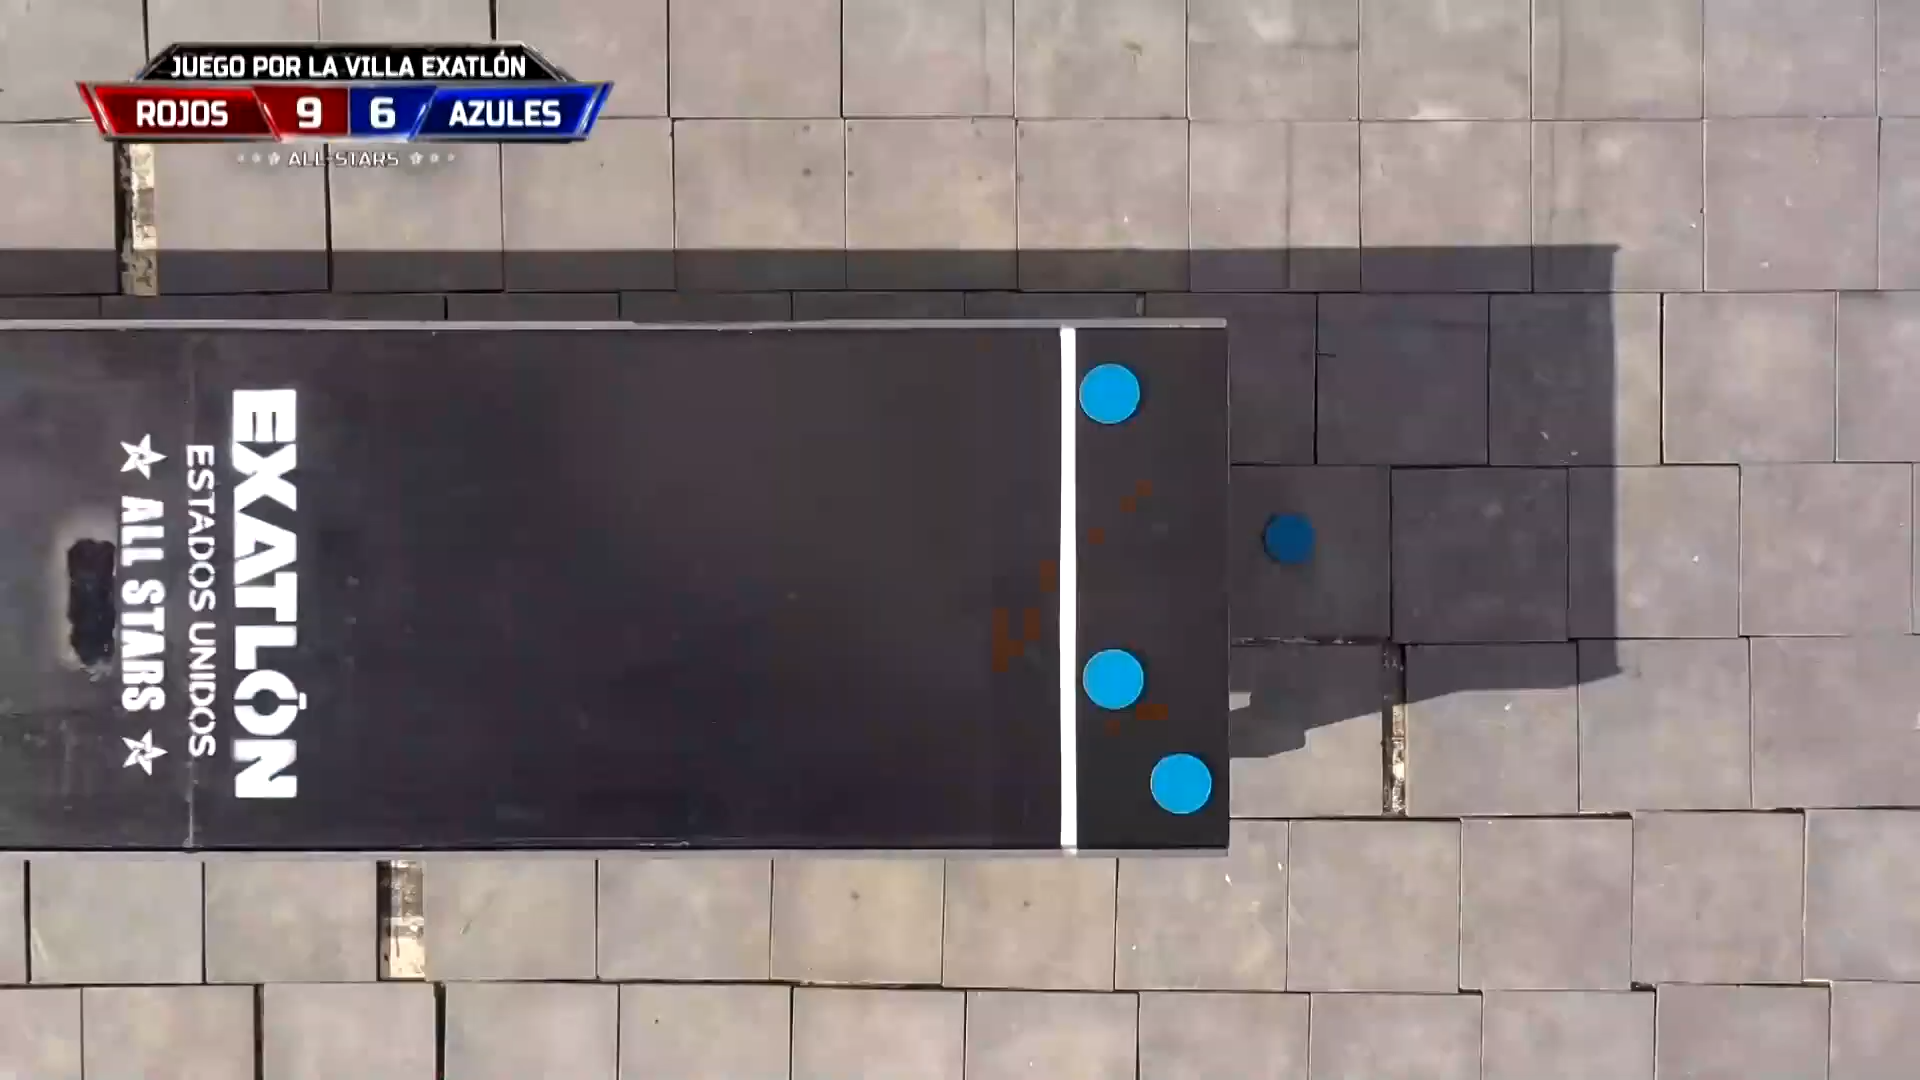 JUEGO POR LA VILLA EXATLÓN
ROJOS 9 6 AZULES
ALL STARS
EXATLÓN
ESTADOS UNIDOS
ALL STARS